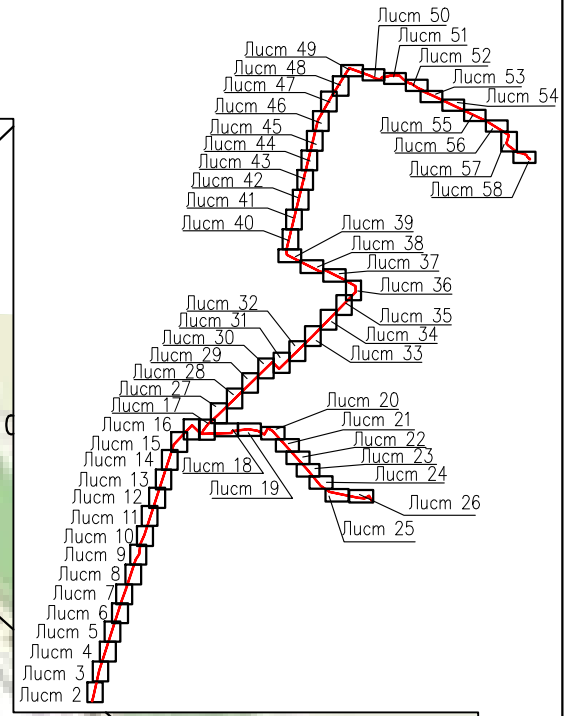 Лист 50
Лист 51
Лист 49
Лист 52
Лист 48
Лист 53
Лист 47
Лист 54
Лист 46
Лист 45
Лист 55
Лист 44
Лист 56
Лист 43
Лист 57
Лист 42
Лист 58
Лист 41
Лист 40
Лист 39
Лист 38
Лист 37
Лист 36
Лист 32
Лист 35
Лист 31
Лист 34
Лист 30
Лист 33
Лист 29
Лист 28
Лист 27
Лист 20
Лист 17
Лист 21
Лист 16
Лист 22
Лист 15
Лист 23
Лист 14
Лист 18
Лист 24
Лист 13
Лист 19
Лист 12
Лист 26
Лист 11
Лист 25
Лист 10
Лист 9
Лист 8
Лист 7
Лист 6
Лист 5
Лист 4
Лист 3
Лист 2